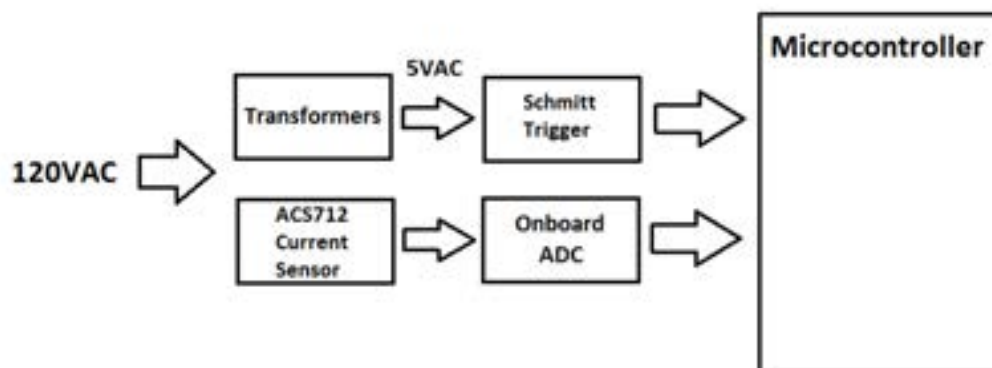 Microcontroller
5VAC
Transformers
Schmitt
Trigger
120VAC
ACS712
Current
Sensor
Onboard
ADC